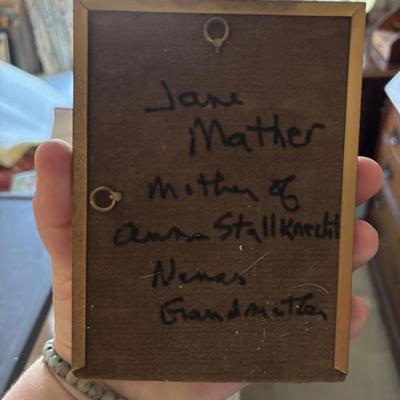 Jane
Mather
Mother of
Anna Stallknecht
Nenas
Grandmother